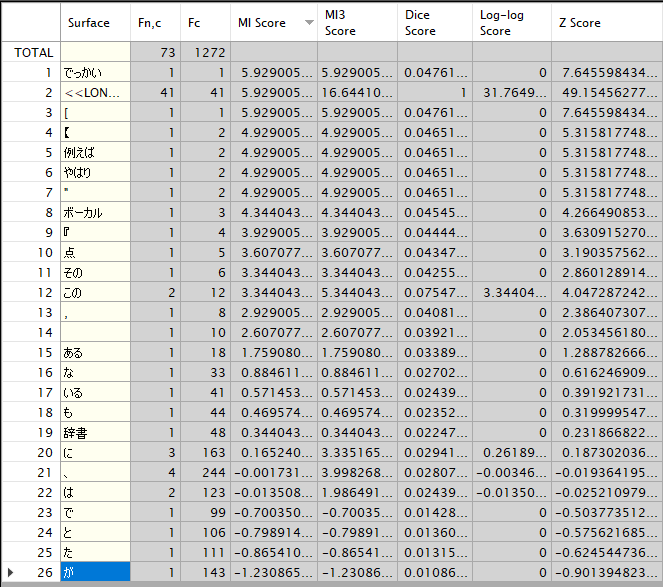 Surface Fn,c Fc MI Score MI3 Score Dice Score Log-log Score Z Score
TOTAL 73 1272
1 でっかい 1 1 5.929005... 5.929005... 0.04761... 0 7.645598434...
2 <<LON... 41 41 5.929005... 16.64410... 1 31.7649... 49.15456277...
3 [ 1 1 5.929005... 5.929005... 0.04761... 0 7.645598434...
4 【 1 2 4.929005... 4.929005... 0.04651... 0 5.315817748...
5 例えば 1 2 4.929005... 4.929005... 0.04651... 0 5.315817748...
6 やはり 1 2 4.929005... 4.929005... 0.04651... 0 5.315817748...
7 " 1 2 4.929005... 4.929005... 0.04651... 0 5.315817748...
8 ボーカル 1 3 4.344043... 4.344043... 0.04545... 0 4.266490853...
9 『 1 4 3.929005... 3.929005... 0.04444... 0 3.630915270...
10 点 1 5 3.607077... 3.607077... 0.04347... 0 3.190357562...
11 その 1 6 3.344043... 3.344043... 0.04255... 0 2.860128914...
12 この 2 12 3.344043... 5.344043... 0.07547... 3.34404... 4.047287242...
13 , 1 8 2.929005... 2.929005... 0.04081... 0 2.386407307...
14 1 10 2.607077... 2.607077... 0.03921... 0 2.053456180...
15 ある 1 18 1.759080... 1.759080... 0.03389... 0 1.288782666...
16 な 1 33 0.884611... 0.884611... 0.02702... 0 0.616246909...
17 いる 1 41 0.571453... 0.571453... 0.02439... 0 0.391921731...
18 も 1 44 0.469574... 0.469574... 0.02352... 0 0.319999547...
19 辞書 1 48 0.344043... 0.344043... 0.02247... 0 0.231866822...
20 に 3 163 0.165240... 3.335165... 0.02941... 0.26189... 0.187302036...
21 、 4 244 -0.001731... 3.998268... 0.02807... -0.00346... -0.019364195...
22 は 2 123 -0.013508... 1.986491... 0.02439... -0.01350... -0.025210979...
23 で 1 99 -0.700350... -0.70035... 0.01428... 0 -0.503773512...
24 と 1 106 -0.798914... -0.79891... 0.01360... 0 -0.575621685...
25 た 1 111 -0.865410... -0.86541... 0.01315... 0 -0.624544736...
26 が 1 143 -1.230865... -1.23086... 0.01086... 0 -0.901394823...